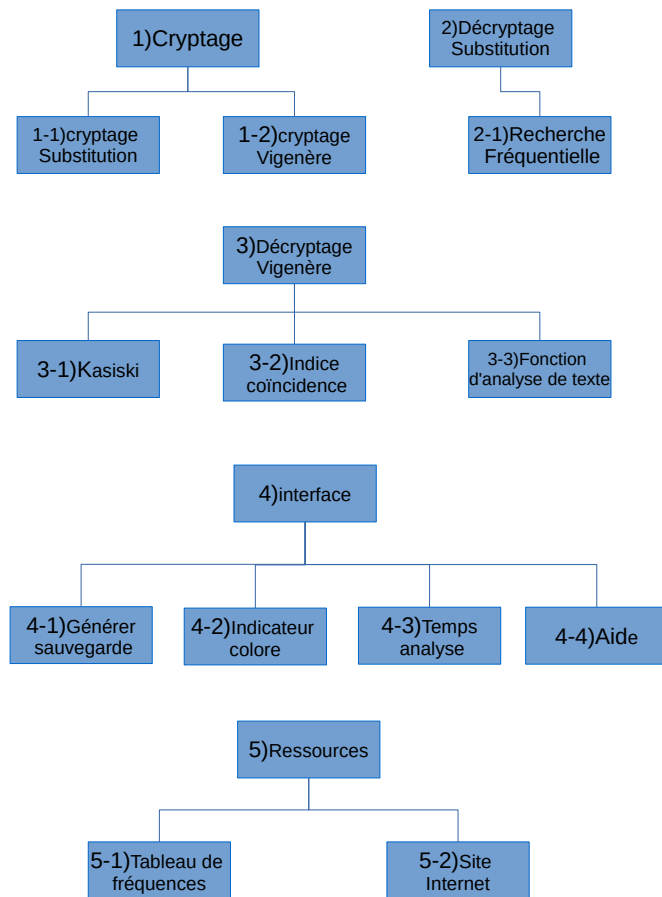 1)Cryptage
2)Décryptage
Substitution
1-1)cryptage
Substitution
1-2)cryptage
Vigenère
2-1)Recherche
Fréquentielle
3)Décryptage
Vigenère
3-1)Kasiski
3-2)Indice
coïncidence
3-3)Fonction
d'analyse de texte
4)interface
4-1)Générer
sauvegarde
4-2)Indicateur
colore
4-3)Temps
analyse
4-4)Aide
5)Ressources
5-1)Tableau de
fréquences
5-2)Site
Internet